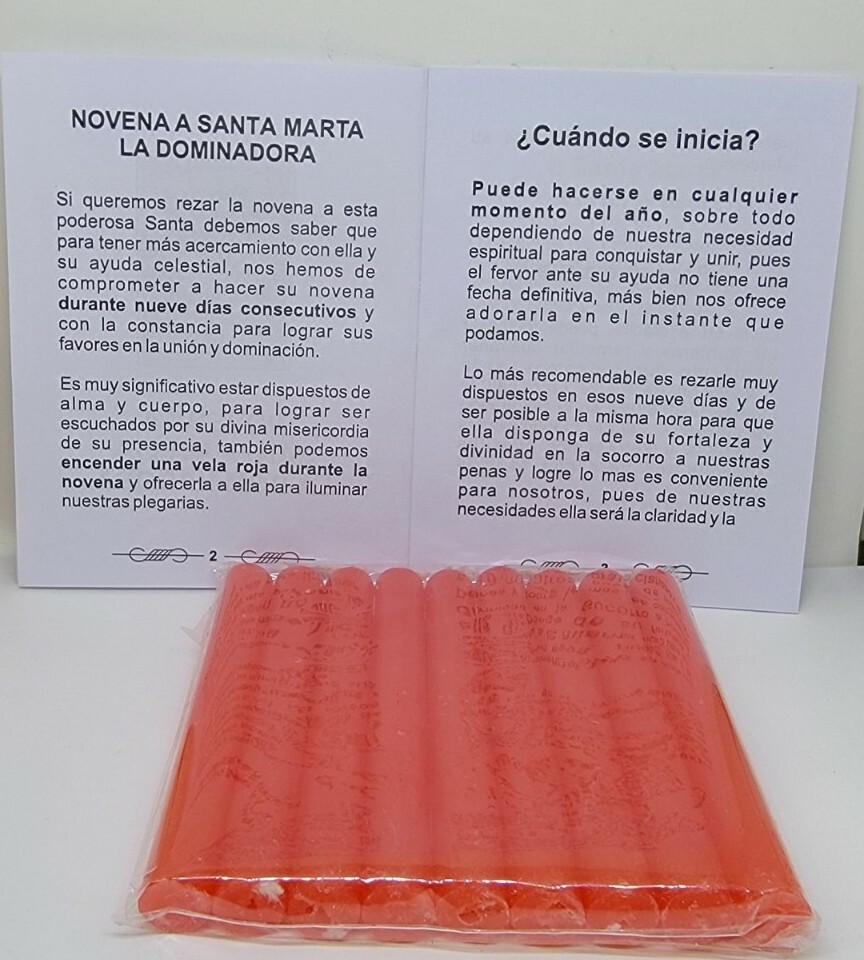 NOVENA A SANTA MARTA
LA DOMINADORA
Si queremos rezar la novena a esta
poderosa Santa debemos saber que
para tener más acercamiento con ella y
su ayuda celestial, nos hemos de
comprometer a hacer su novena
durante nueve días consecutivos y
con la constancia para lograr sus
favores en la unión y dominación.
Es muy significativo estar dispuestos de
alma y cuerpo, para lograr ser
escuchados por su divina misericordia
de su presencia, también podemos
encender una vela roja durante la
novena y ofrecerla a ella para iluminar
nuestras plegarias.
2
¿Cuándo se inicia?
Puede hacerse en cualquier
momento del año, sobre todo
dependiendo de nuestra necesidad
espiritual para conquistar y unir, pues
el fervor ante su ayuda no tiene una
fecha definitiva, más bien nos ofrece
adorarla en el instante que
podamos.
Lo más recomendable es rezarle muy
dispuestos en esos nueve días y de
ser posible a la misma hora para que
ella disponga de su fortaleza y
divinidad en la socorro a nuestras
penas y logre lo mas es conveniente
para nosotros, pues de nuestras
necesidades ella será la claridad y la